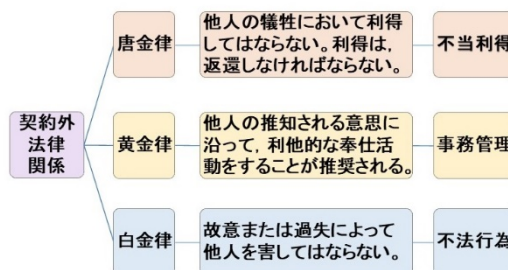 契約外
法律
関係
唐金律
他人の犠牲において利得
してはならない。利得は，
返還しなければならない。
不当利得
黄金律
他人の推知される意思に
沿って，利他的な奉仕活
動をすることが推奨される。
事務管理
白金律
故意または過失によって
他人を害してはならない。
不法行為